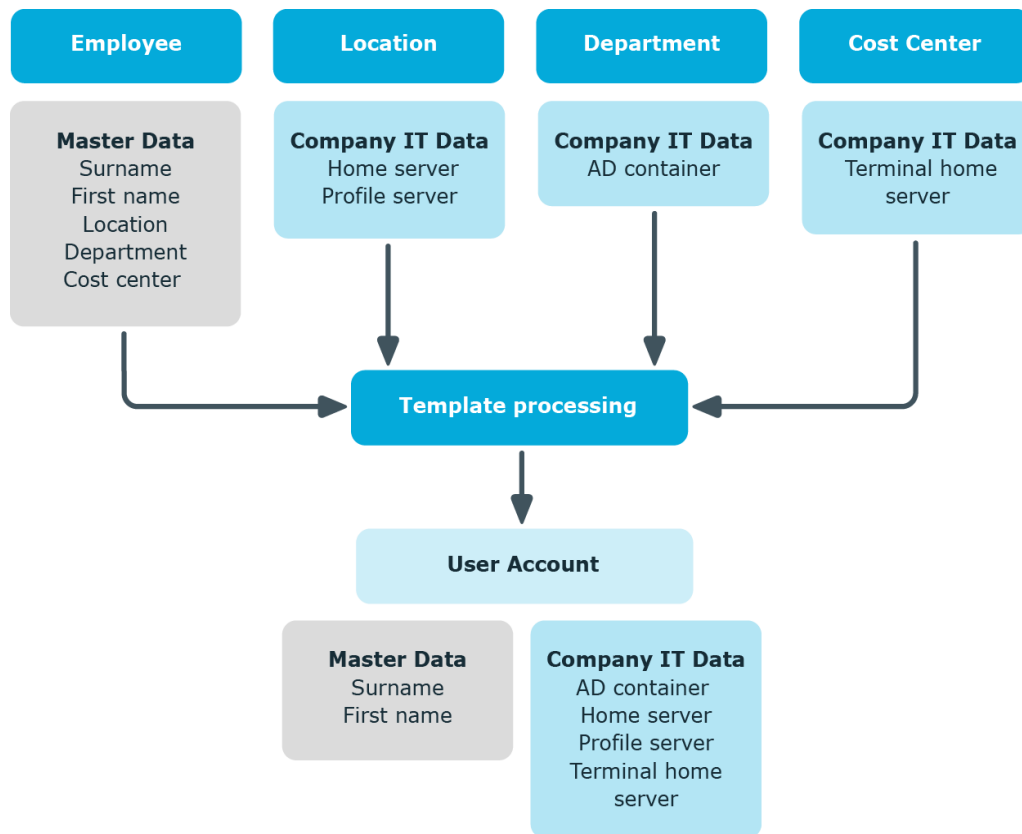 Employee
Location
Department
Cost Center
Master Data
Surname
First name
Location
Department
Cost center
Company IT Data
Home server
Profile server
Company IT Data
AD container
Company IT Data
Terminal home
server
Template processing
User Account
Master Data
Surname
First name
Company IT Data
AD container
Home server
Profile server
Terminal home
server